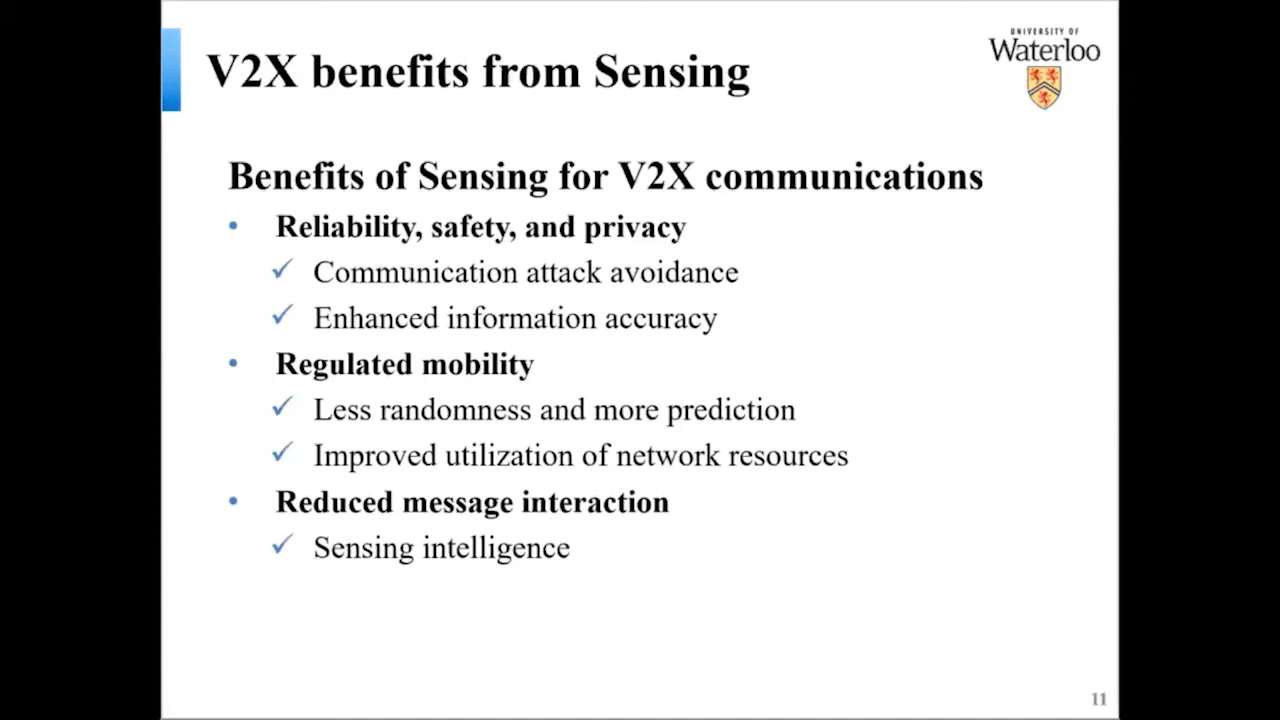 V2X benefits from Sensing
UNIVERSITY OF
Waterloo
Benefits of Sensing for V2X communications
• Reliability, safety, and privacy
✓ Communication attack avoidance
✓ Enhanced information accuracy
• Regulated mobility
✓ Less randomness and more prediction
✓ Improved utilization of network resources
• Reduced message interaction
✓ Sensing intelligence
11